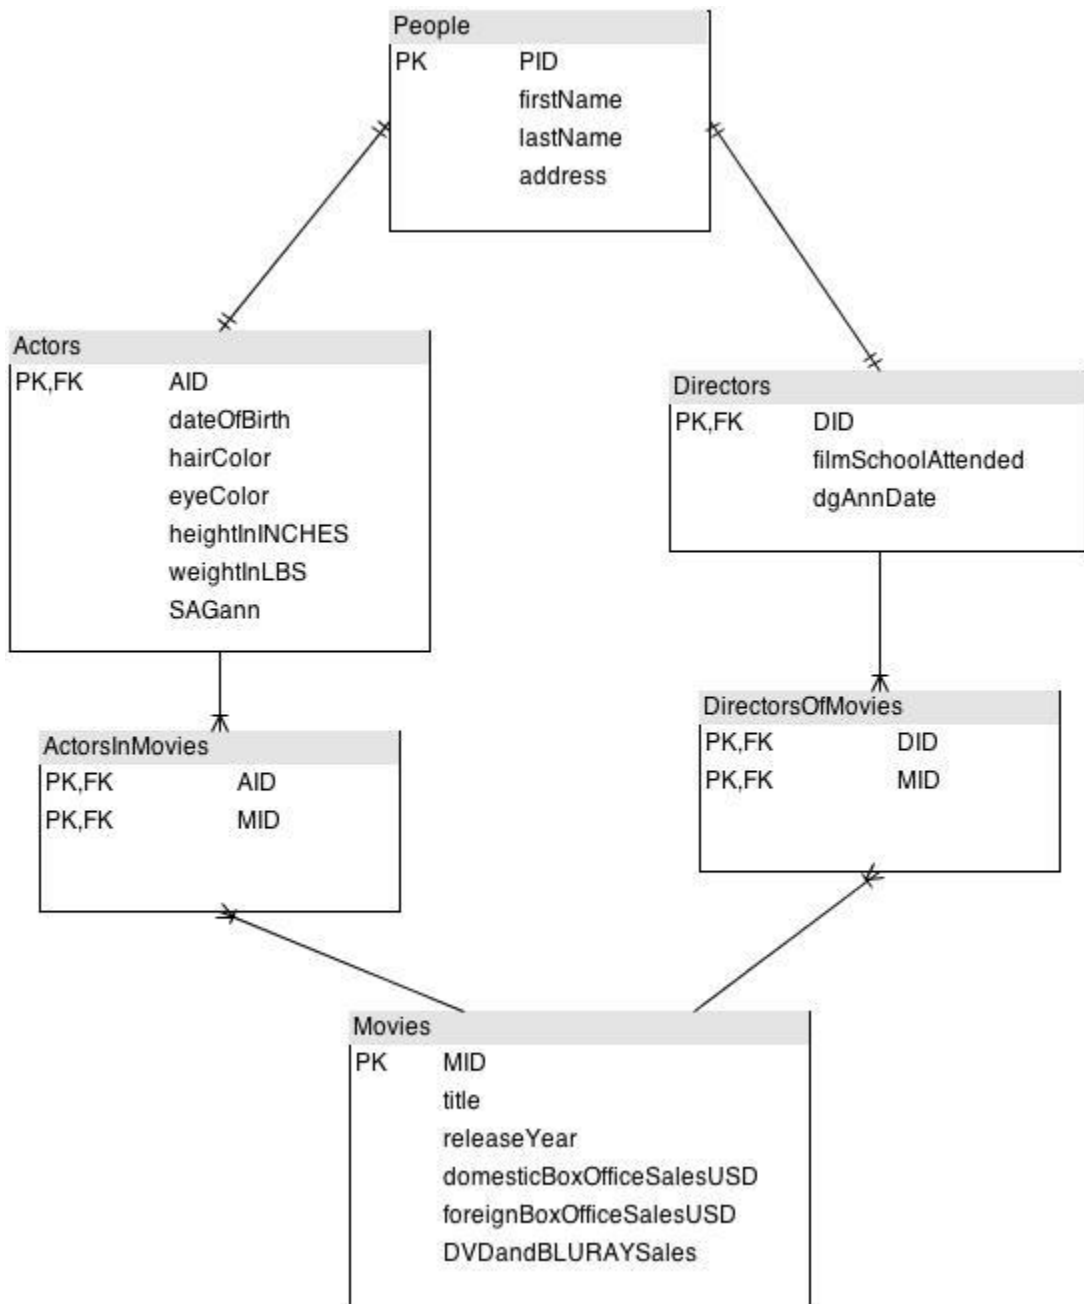 People
PK PID
firstName
lastName
address
Actors
PK,FK AID
dateOfBirth
hairColor
eyeColor
heightInINCHES
weightInLBS
SAGann
Directors
PK,FK DID
filmSchoolAttended
dgAnnDate
ActorsInMovies
PK,FK AID
PK,FK MID
DirectorsOfMovies
PK,FK DID
PK,FK MID
Movies
PK MID
title
releaseYear
domesticBoxOfficeSalesUSD
foreignBoxOfficeSalesUSD
DVDandBLURAYSales